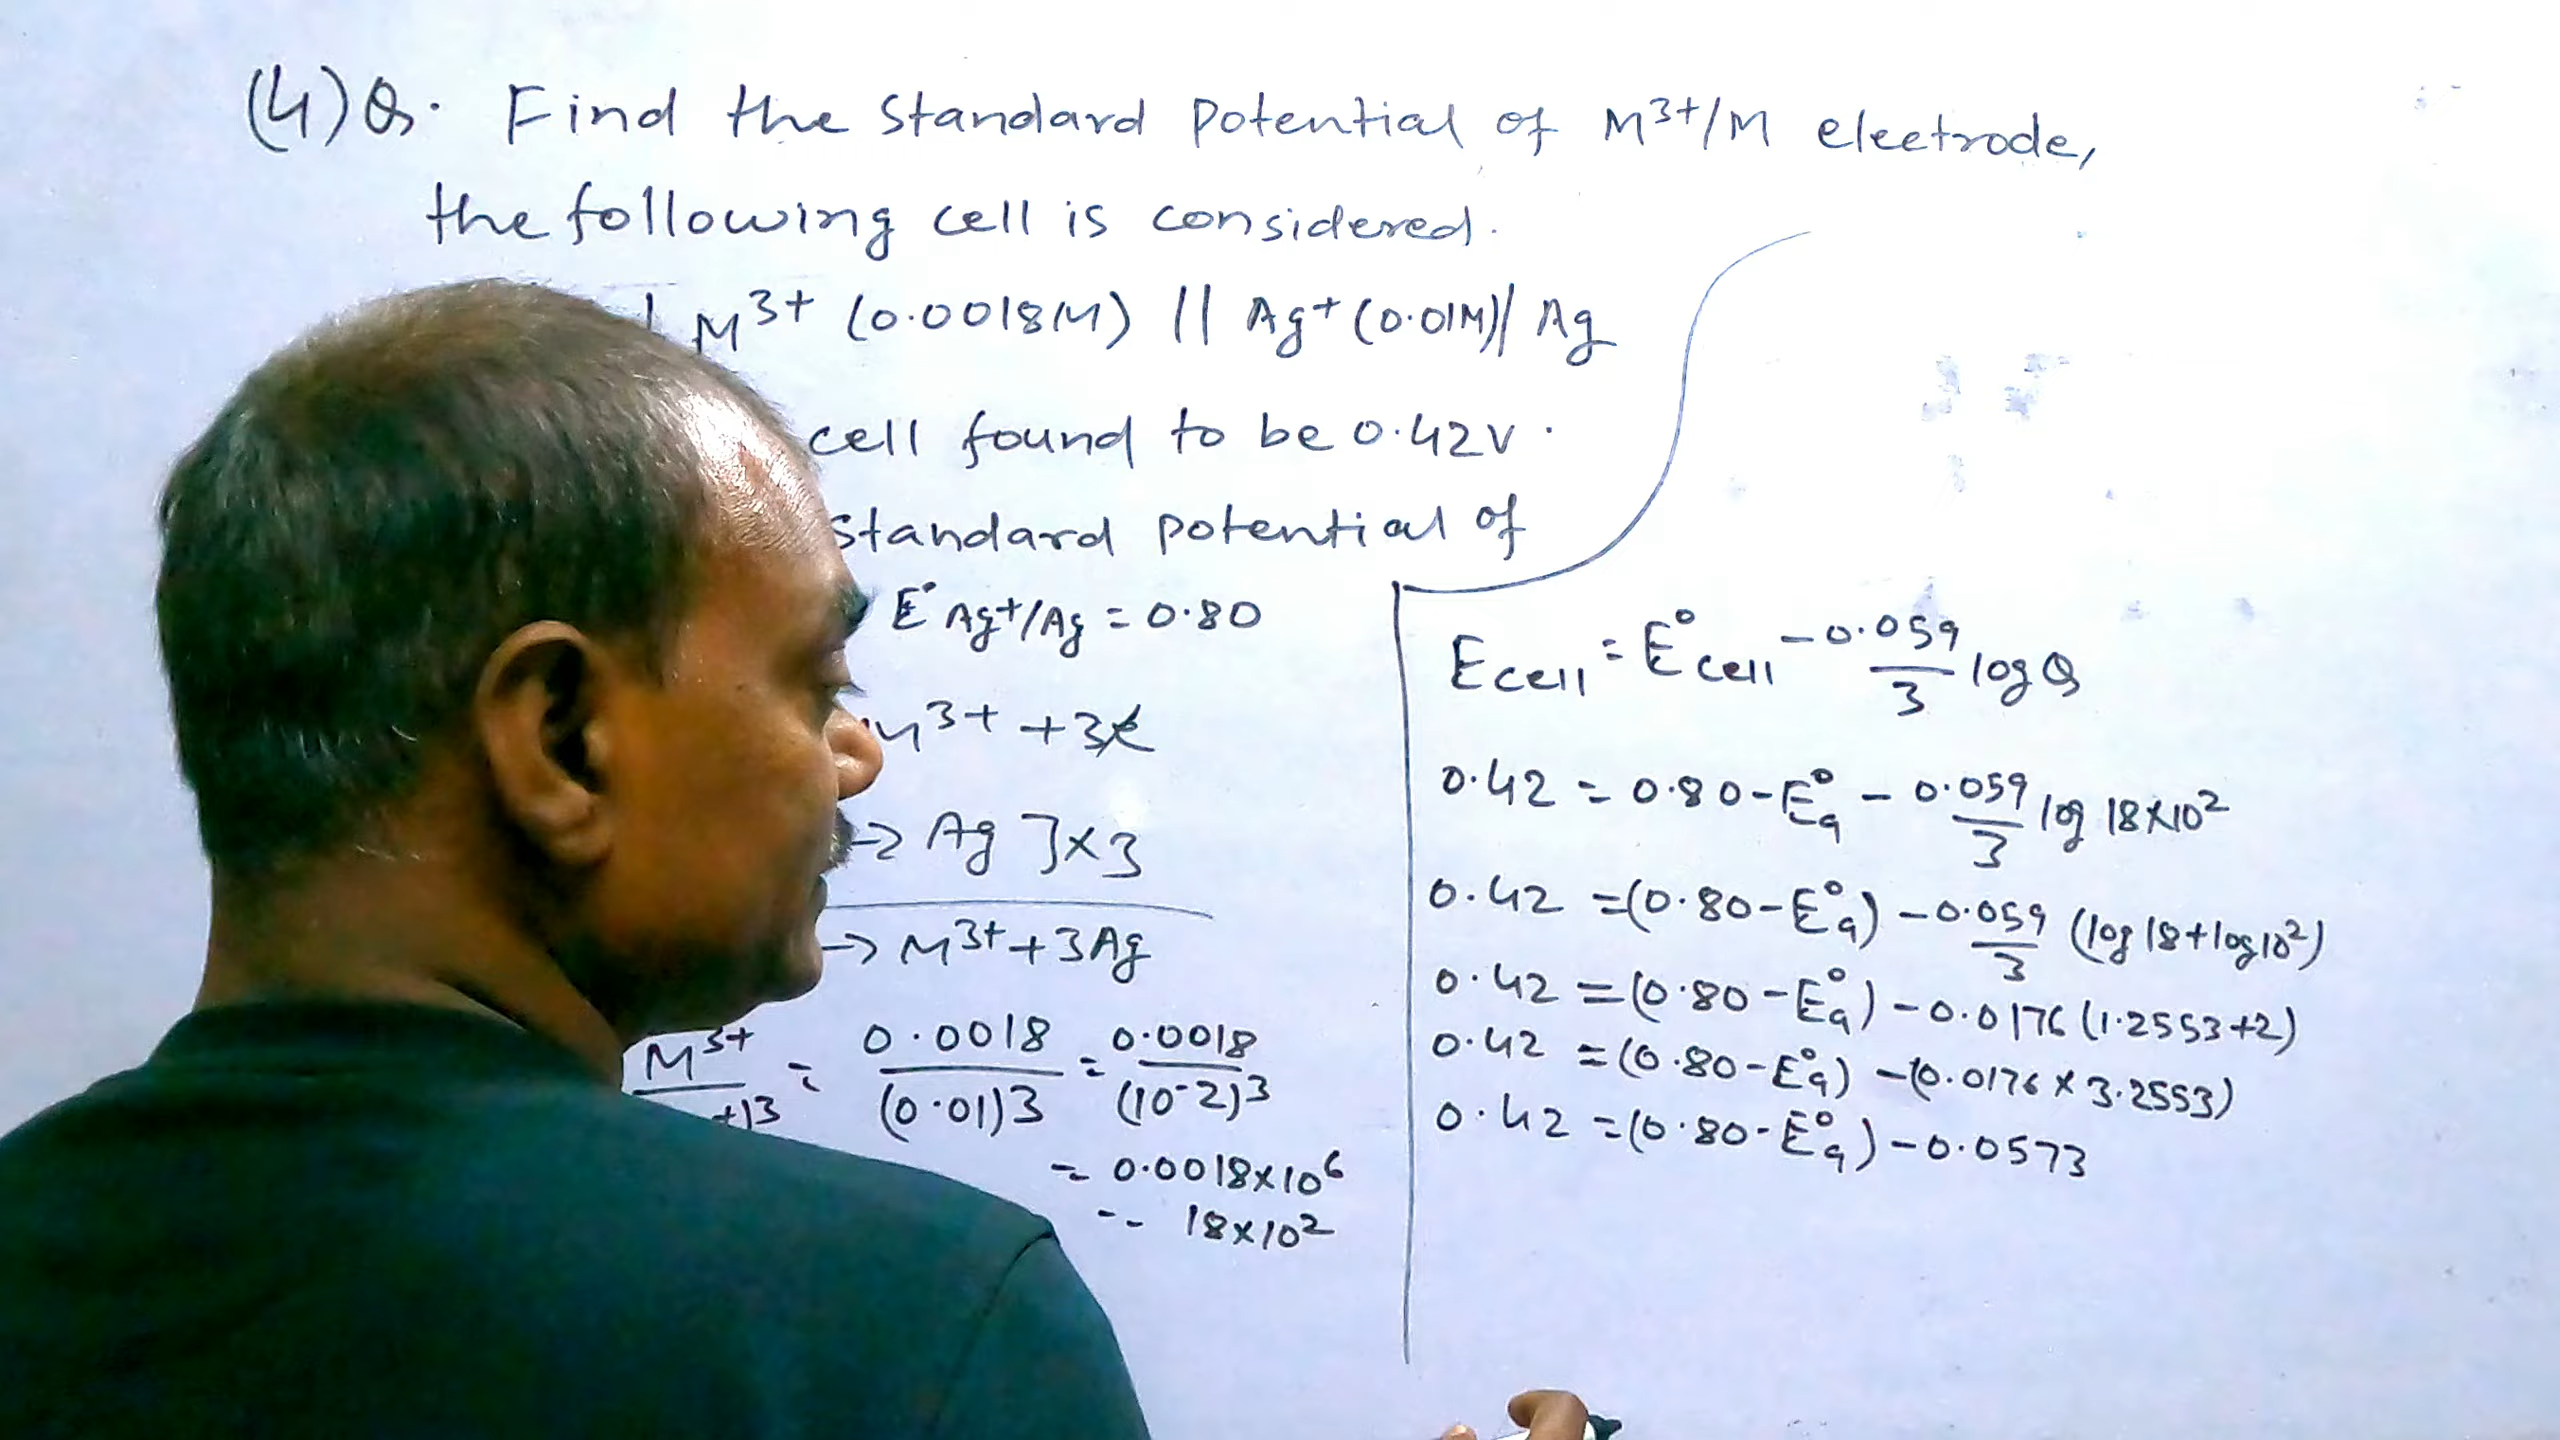 (4) Q. Find the Standard Potential of M³⁺/M electrode,
the following cell is considered.
| M³⁺ (0.0018M) || Ag⁺(0.01M)| Ag
cell found to be 0.42V.
standard potential of
E° Ag⁺/Ag = 0.80
M³⁺ + 3e
→ Ag ]×3
→ M³⁺ + 3Ag
M³⁺/⁺)3 = 0.0018/(0.01)3 = 0.0018/(10⁻²)³
= 0.0018×10⁶
-- 18×10²
Ecell = E°cell - 0.059/3 log Q
0.42 = 0.80 - E°a - 0.059/3 log 18×10²
0.42 = (0.80 - E°a) - 0.059/3 (log 18 + log 10²)
0.42 = (0.80 - E°a) - 0.0176 (1.2553+2)
0.42 = (0.80 - E°a) - (0.0176 × 3.2553)
0.42 = (0.80 - E°a) - 0.0573